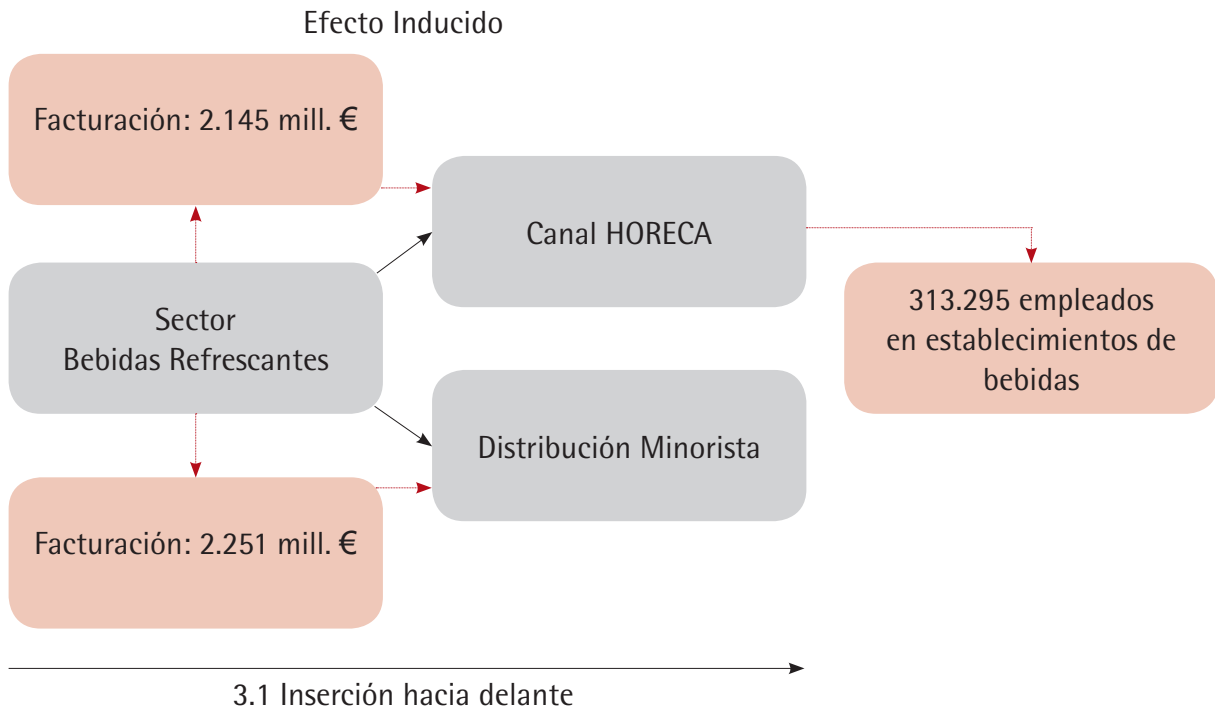 Efecto Inducido
Facturación: 2.145 mill. €
Canal HORECA
Sector
Bebidas Refrescantes
313.295 empleados
en establecimientos de
bebidas
Distribución Minorista
Facturación: 2.251 mill. €
3.1 Inserción hacia delante